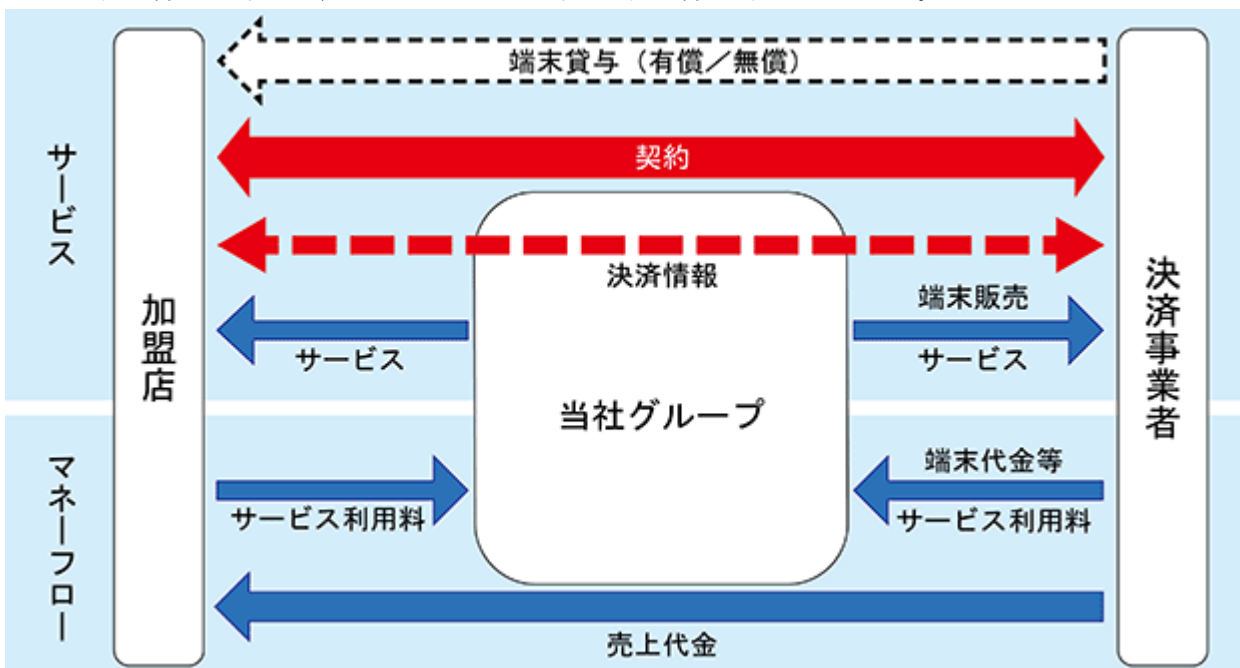 端末貸与（有償／無償）
契約
サービス
決済情報
加盟店
決済事業者
端末販売
サービス
サービス
当社グループ
マネーフロー
端末代金等
サービス利用料
サービス利用料
売上代金